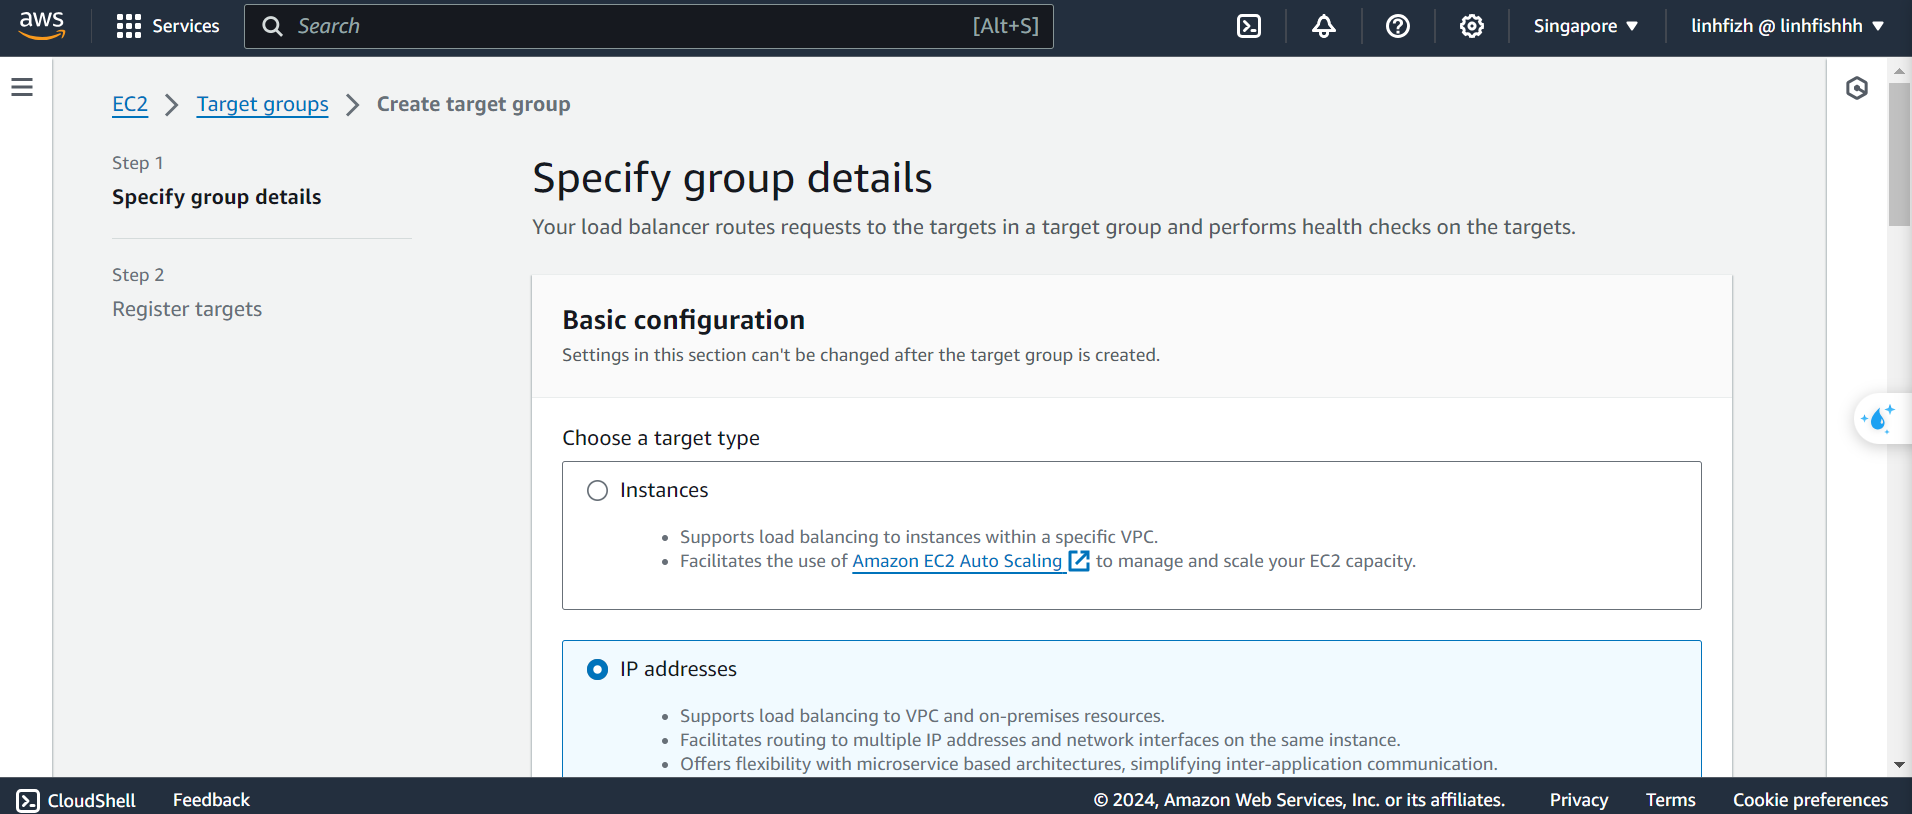 aws
Services
Search
[Alt+S]
Singapore
linhfizh @ linhfishhh
EC2
Target groups
Create target group
Step 1
Specify group details
Step 2
Register targets
Specify group details
Your load balancer routes requests to the targets in a target group and performs health checks on the targets.
Basic configuration
Settings in this section can't be changed after the target group is created.
Choose a target type
Instances
• Supports load balancing to instances within a specific VPC.
• Facilitates the use of Amazon EC2 Auto Scaling to manage and scale your EC2 capacity.
IP addresses
• Supports load balancing to VPC and on-premises resources.
• Facilitates routing to multiple IP addresses and network interfaces on the same instance.
• Offers flexibility with microservice based architectures, simplifying inter-application communication.
CloudShell
Feedback
© 2024, Amazon Web Services, Inc. or its affiliates.
Privacy
Terms
Cookie preferences